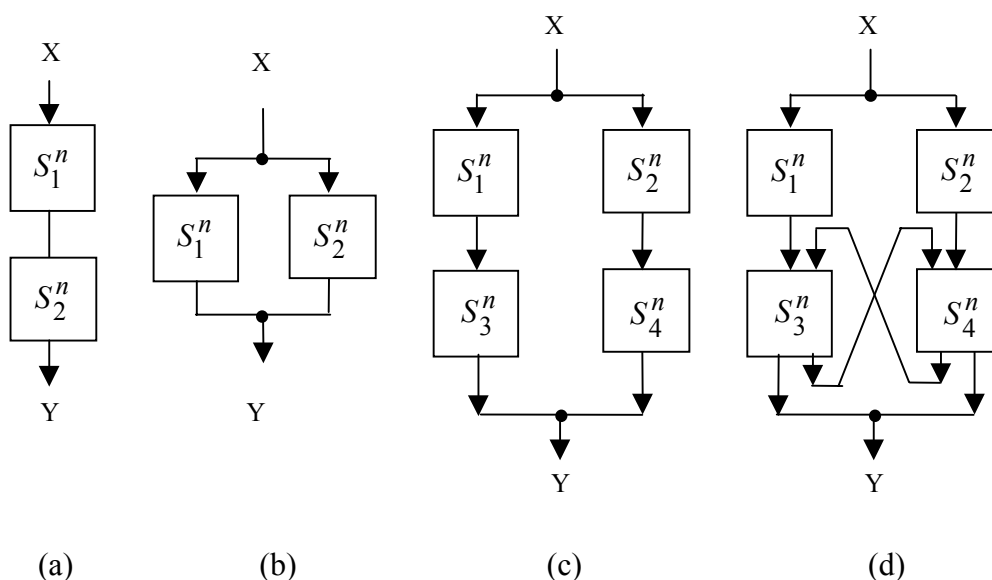 X
S_1^n
S_2^n
Y
(a)
X
S_1^n S_2^n
Y
(b)
X
S_1^n S_2^n
S_3^n S_4^n
Y
(c)
X
S_1^n S_2^n
S_3^n S_4^n
Y
(d)